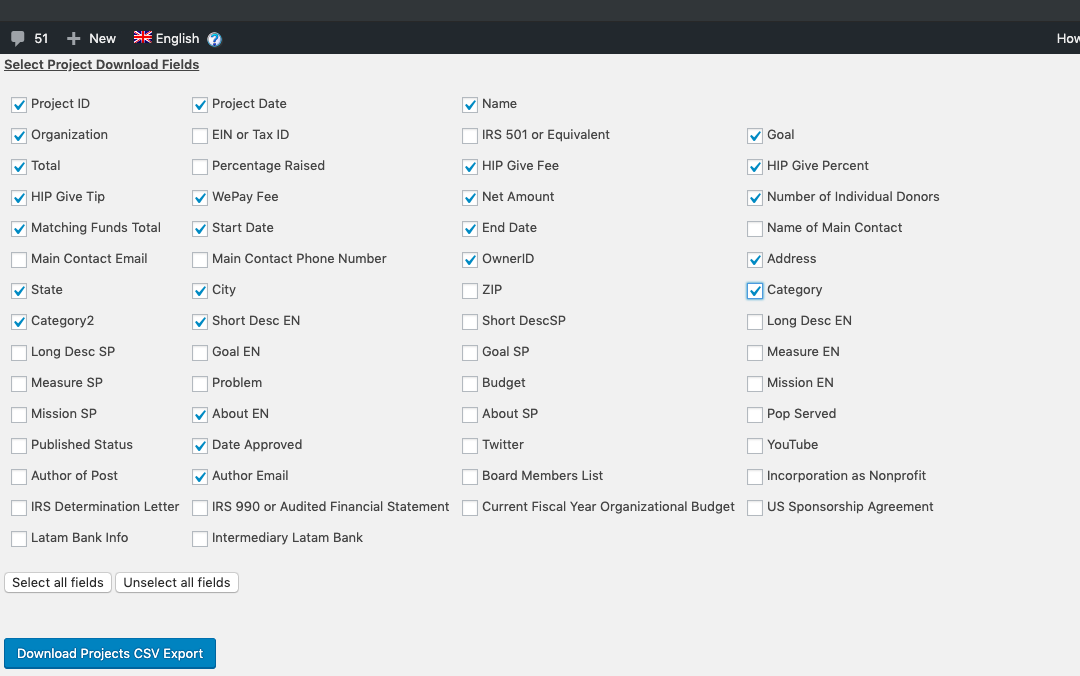 51 New English ? How
Select Project Download Fields
Project ID Project Date Name
Organization EIN or Tax ID IRS 501 or Equivalent Goal
Total Percentage Raised HIP Give Fee HIP Give Percent
HIP Give Tip WePay Fee Net Amount Number of Individual Donors
Matching Funds Total Start Date End Date Name of Main Contact
Main Contact Email Main Contact Phone Number OwnerID Address
State City ZIP Category
Category2 Short Desc EN Short DescSP Long Desc EN
Long Desc SP Goal EN Goal SP Measure EN
Measure SP Problem Budget Mission EN
Mission SP About EN About SP Pop Served
Published Status Date Approved Twitter YouTube
Author of Post Author Email Board Members List Incorporation as Nonprofit
IRS Determination Letter IRS 990 or Audited Financial Statement Current Fiscal Year Organizational Budget US Sponsorship Agreement
Latam Bank Info Intermediary Latam Bank
Select all fields Unselect all fields
Download Projects CSV Export